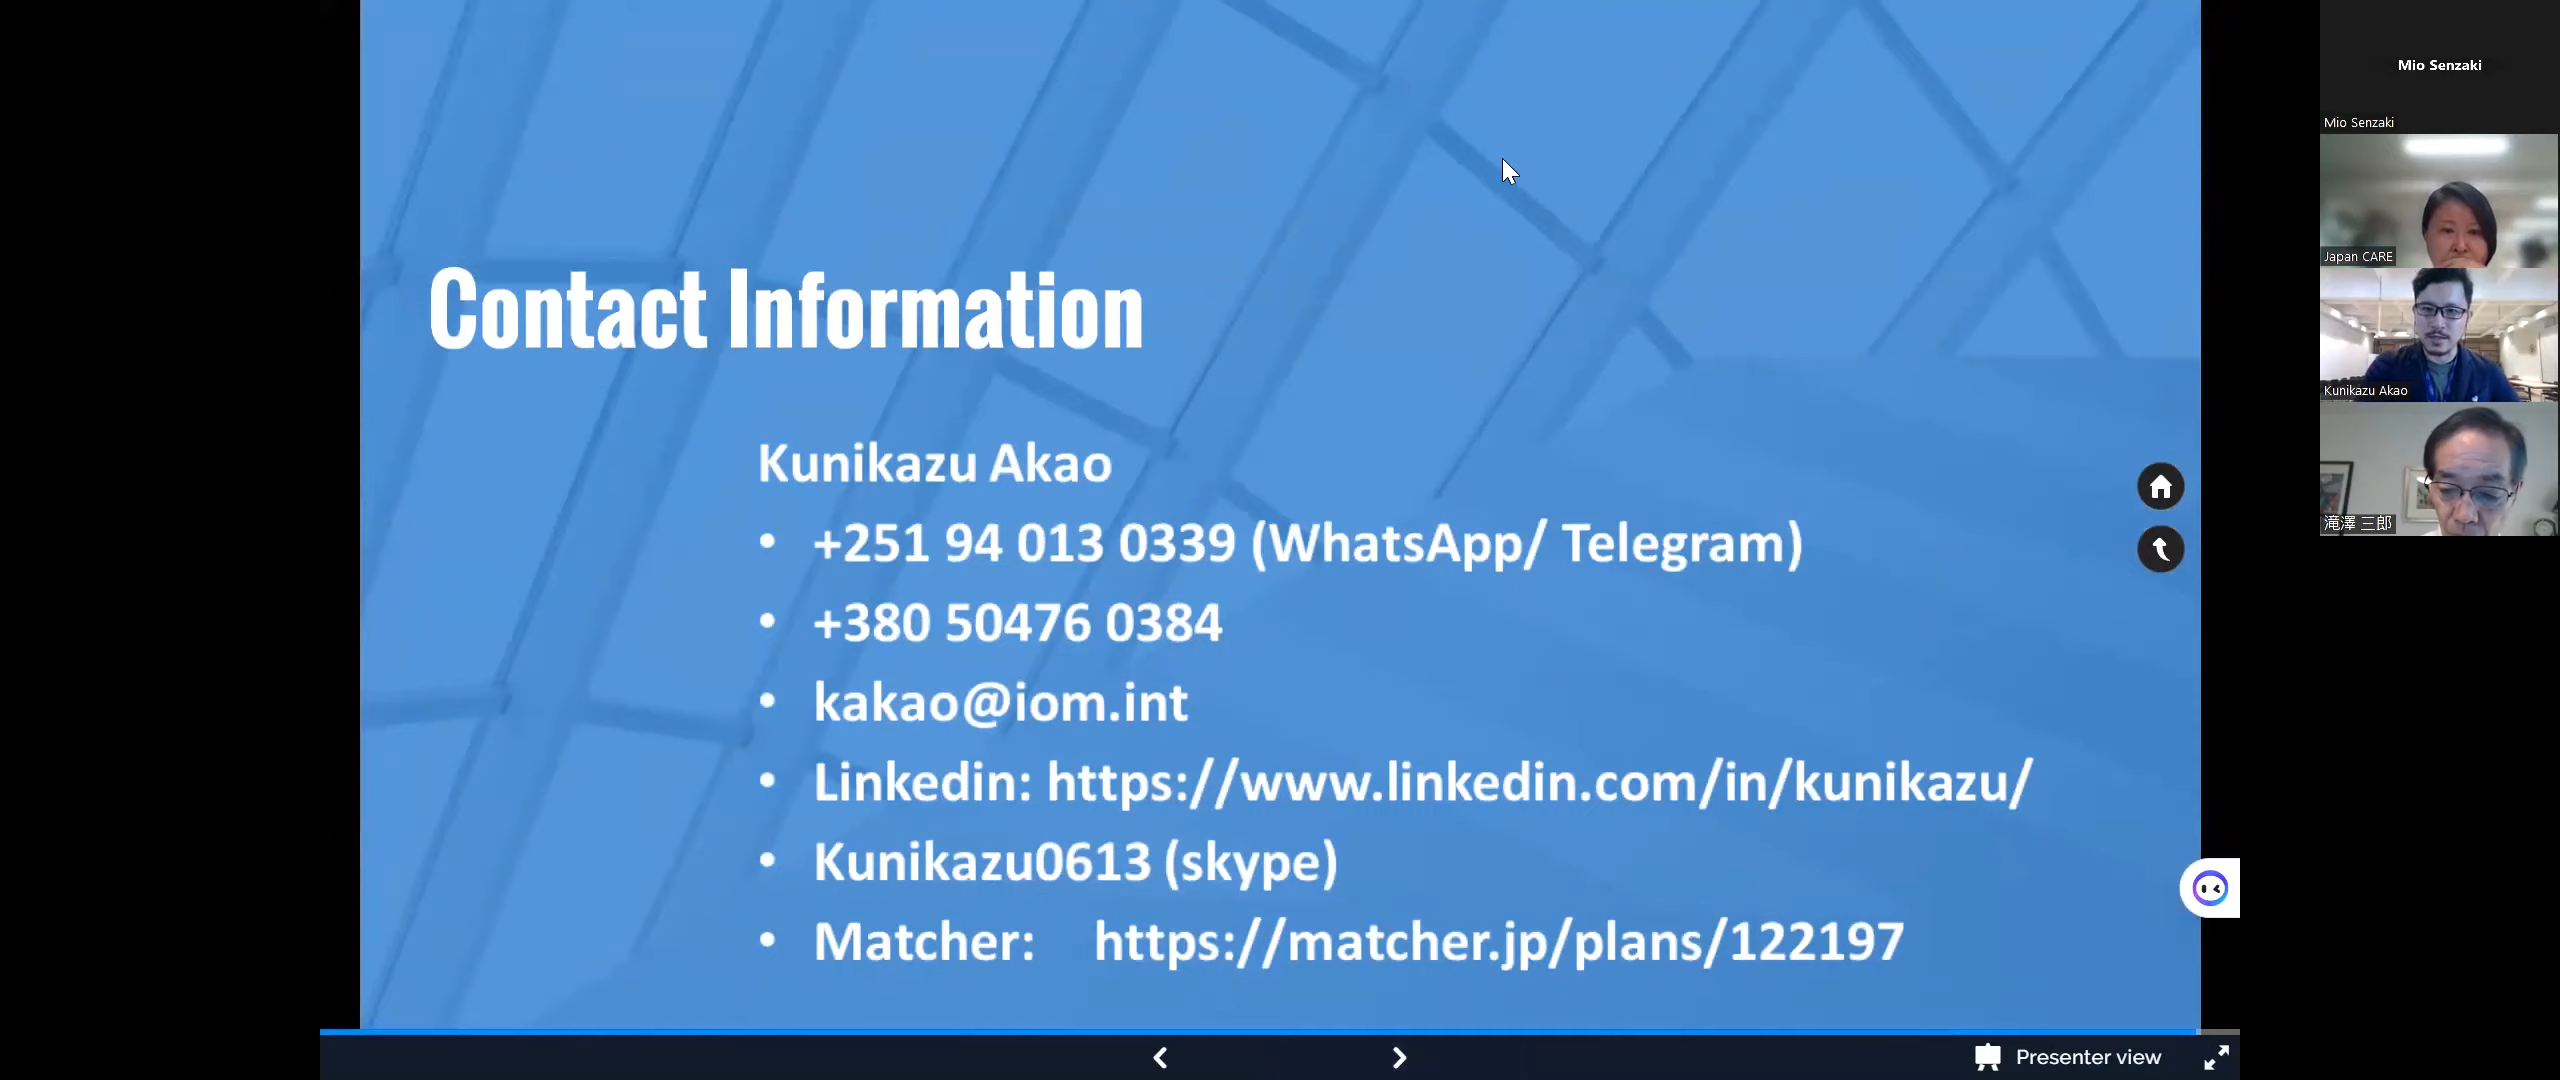 Contact Information
Kunikazu Akao
• +251 94 013 0339 (WhatsApp/ Telegram)
• +380 50476 0384
• kakao@iom.int
• Linkedin: https://www.linkedin.com/in/kunikazu/
• Kunikazu0613 (skype)
• Matcher: https://matcher.jp/plans/122197
Presenter view
Mio Senzaki
Mio Senzaki
Japan CARE
Kunikazu Akao
滝澤 三郎